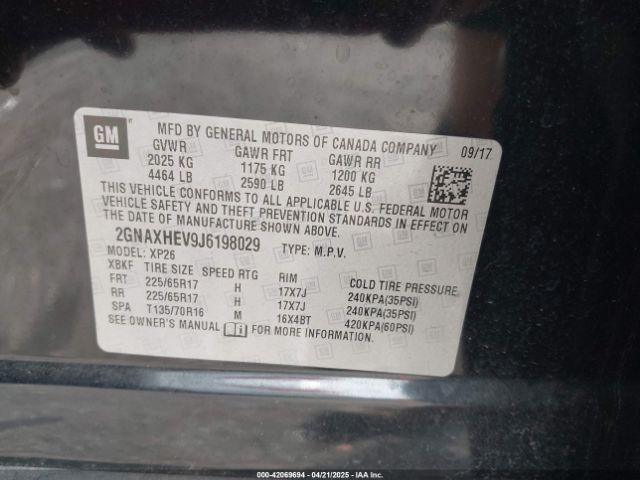 GM
MFD BY GENERAL MOTORS OF CANADA COMPANY
GVWR GAWR FRT GAWR RR 09/17
2025 KG 1175 KG 1200 KG
4464 LB 2590 LB 2645 LB
THIS VEHICLE CONFORMS TO ALL APPLICABLE U.S. FEDERAL MOTOR
VEHICLE SAFETY AND THEFT PREVENTION STANDARDS IN EFFECT ON
THE DATE OF MANUFACTURE SHOWN ABOVE.
2GNAXHEV9J6198029 TYPE: M.P.V.
MODEL: XP26
XBKF TIRE SIZE SPEED RTG RIM COLD TIRE PRESSURE
FRT 225/65R17 H 17X7J 240KPA(35PSI)
RR 225/65R17 H 17X7J 240KPA(35PSI)
SPA T135/70R16 M 16X4BT 420KPA(60PSI)
SEE OWNER'S MANUAL FOR MORE INFORMATION
000-42069694 04/21/2025 IAA Inc.